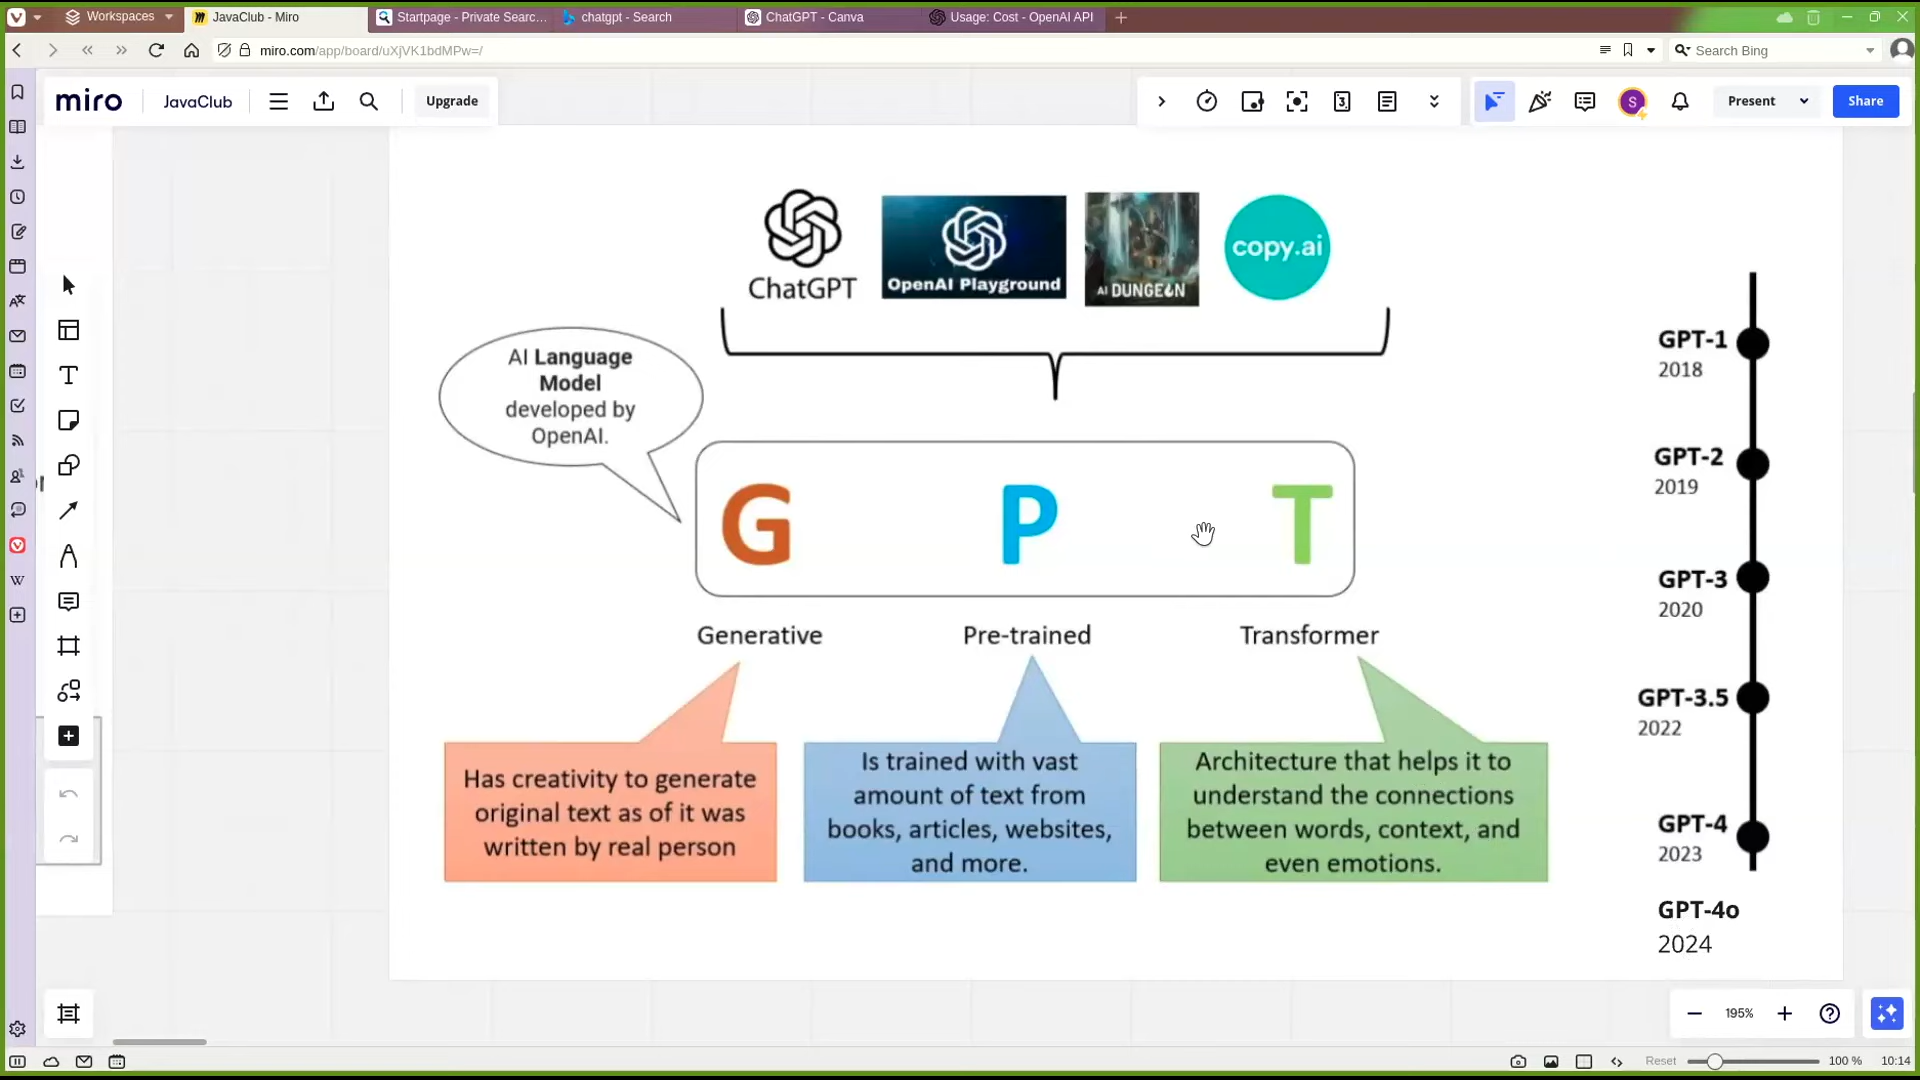 Workspaces
JavaClub - Miro
Startpage - Private Searc...
chatgpt - Search
ChatGPT - Canva
Usage: Cost - OpenAI API
miro.com/app/board/uXjVK1bdMPw=/
Search Bing
miro
JavaClub
Upgrade
3
S
Present
Share
ChatGPT
OpenAI Playground
AI DUNGEON
copy.ai
AI Language
Model
developed by
OpenAI.
G P T
Generative
Pre-trained
Transformer
Has creativity to generate
original text as of it was
written by real person
Is trained with vast
amount of text from
books, articles, websites,
and more.
Architecture that helps it to
understand the connections
between words, context, and
even emotions.
GPT-1
2018
GPT-2
2019
GPT-3
2020
GPT-3.5
2022
GPT-4
2023
GPT-4o
2024
195%
Reset
100 %
10:14